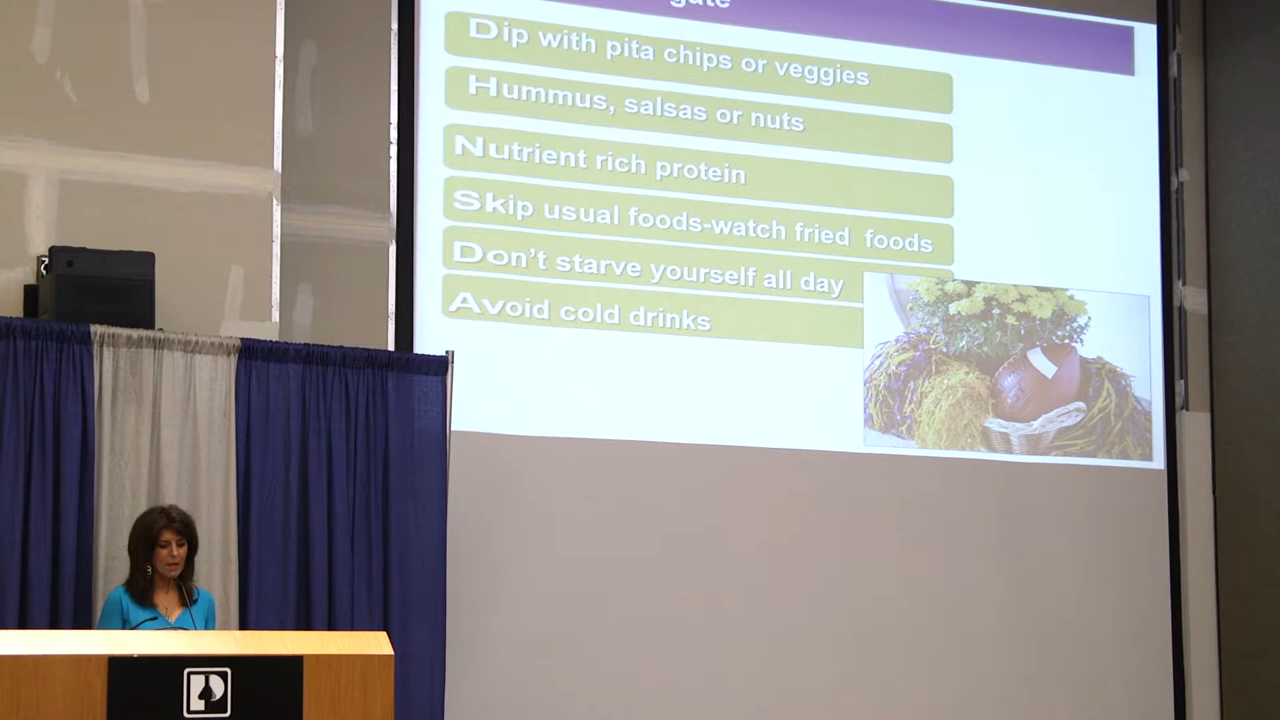 Dip with pita chips or veggies
Hummus, salsas or nuts
Nutrient rich protein
Skip usual foods-watch fried foods
Don't starve yourself all day
Avoid cold drinks